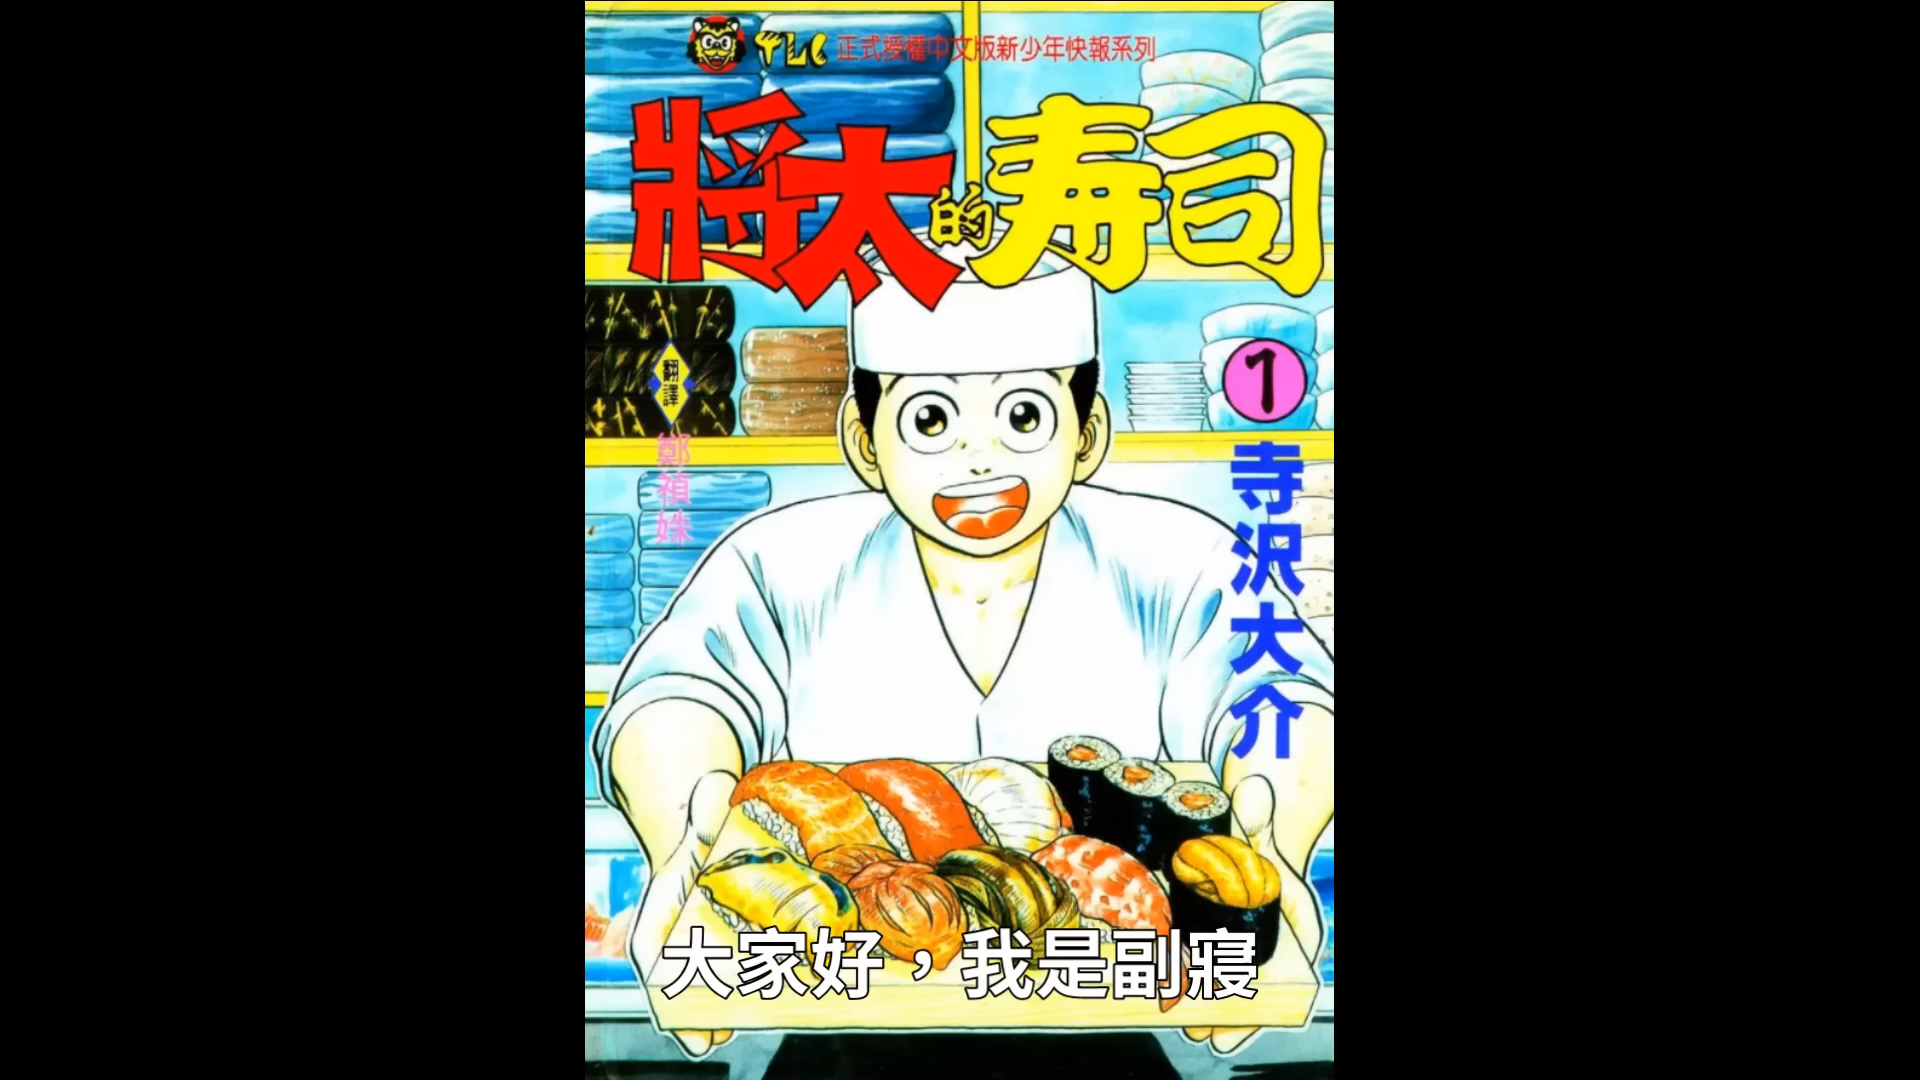 TLC 正式授權中文版新少年快報系列
將太的寿司
1
翻譯
鄭禎姝
寺沢大介
大家好，我是副寢